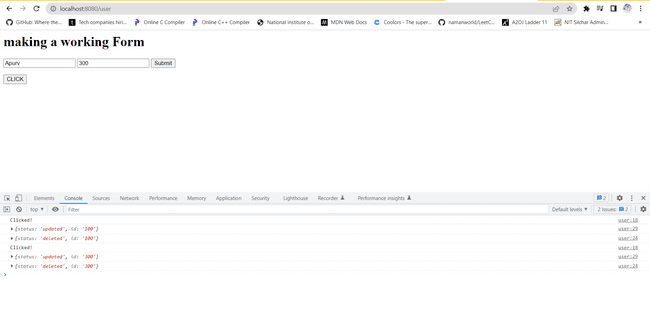 localhost:8080/user
GitHub: Where the... Tech companies hiri... Online C Compiler Online C++ Compiler National Institute o... MDN Web Docs Coolors - The super... namanworld/LeetC... A2OJ Ladder 11 NIT Silchar Admin... »
making a working Form
Apurv 300 Submit
CLICK
Elements Console Sources Network Performance Memory Application Security Lighthouse Recorder Performance insights 2
top ▼ Filter Default levels ▼ 2 Issues: 2
Clicked! user:18
{status: 'updated', id: '100'} user:29
{status: 'deleted', id: '100'} user:24
Clicked! user:18
{status: 'updated', id: '300'} user:29
{status: 'deleted', id: '300'} user:24